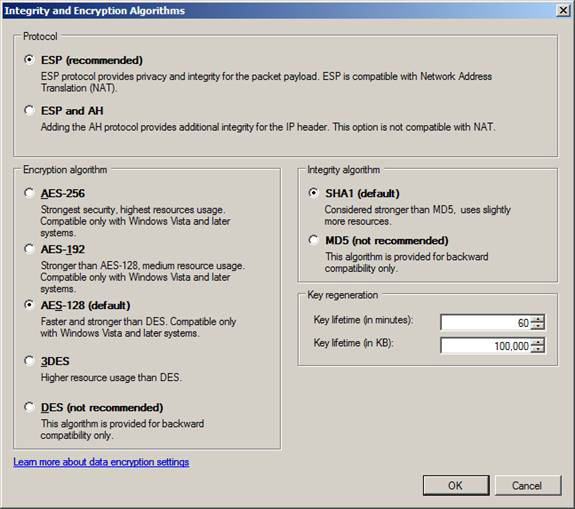 Integrity and Encryption Algorithms
Protocol
ESP (recommended)
ESP protocol provides privacy and integrity for the packet payload. ESP is compatible with Network Address
Translation (NAT).
ESP and AH
Adding the AH protocol provides additional integrity for the IP header. This option is not compatible with NAT.
Encryption algorithm
AES-256
Strongest security, highest resources usage.
Compatible only with Windows Vista and later
systems.
AES-192
Stronger than AES-128, medium resource usage.
Compatible only with Windows Vista and later
systems.
AES-128 (default)
Faster and stronger than DES. Compatible only
with Windows Vista and later systems.
3DES
Higher resource usage than DES.
DES (not recommended)
This algorithm is provided for backward
compatibility only.
Integrity algorithm
SHA1 (default)
Considered stronger than MD5, uses slightly
more resources.
MD5 (not recommended)
This algorithm is provided for backward
compatibility only.
Key regeneration
Key lifetime (in minutes): 60
Key lifetime (in KB): 100,000
Learn more about data encryption settings
OK Cancel